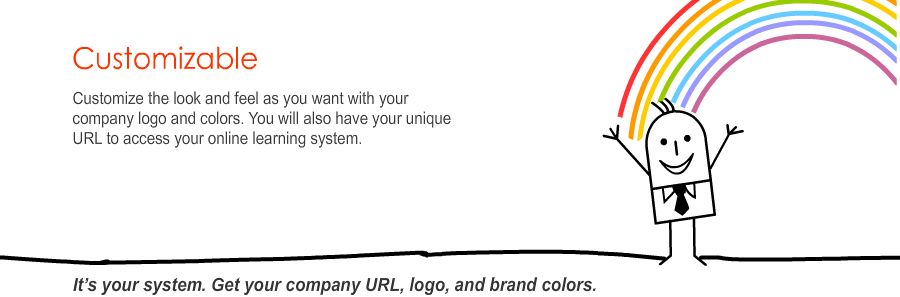 Customizable
Customize the look and feel as you want with your
company logo and colors. You will also have your unique
URL to access your online learning system.
It’s your system. Get your company URL, logo, and brand colors.